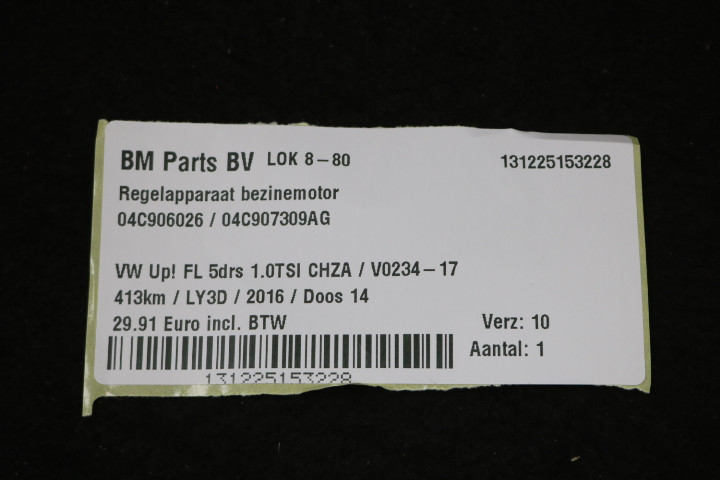 BM Parts BV LOK 8-80 131225153228
Regelapparaat bezinemotor
04C906026 / 04C907309AG
VW Up! FL 5drs 1.0TSI CHZA / V0234-17
413km / LY3D / 2016 / Doos 14
29.91 Euro incl. BTW Verz: 10
Aantal: 1
131225153228